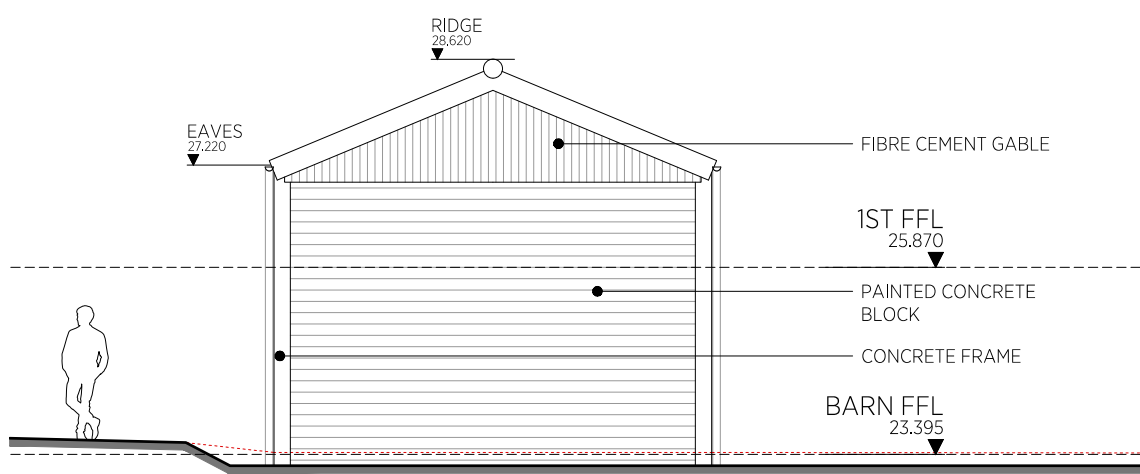 RIDGE
28,620
EAVES
27.220
FIBRE CEMENT GABLE
1ST FFL
25.870
PAINTED CONCRETE
BLOCK
CONCRETE FRAME
BARN FFL
23.395